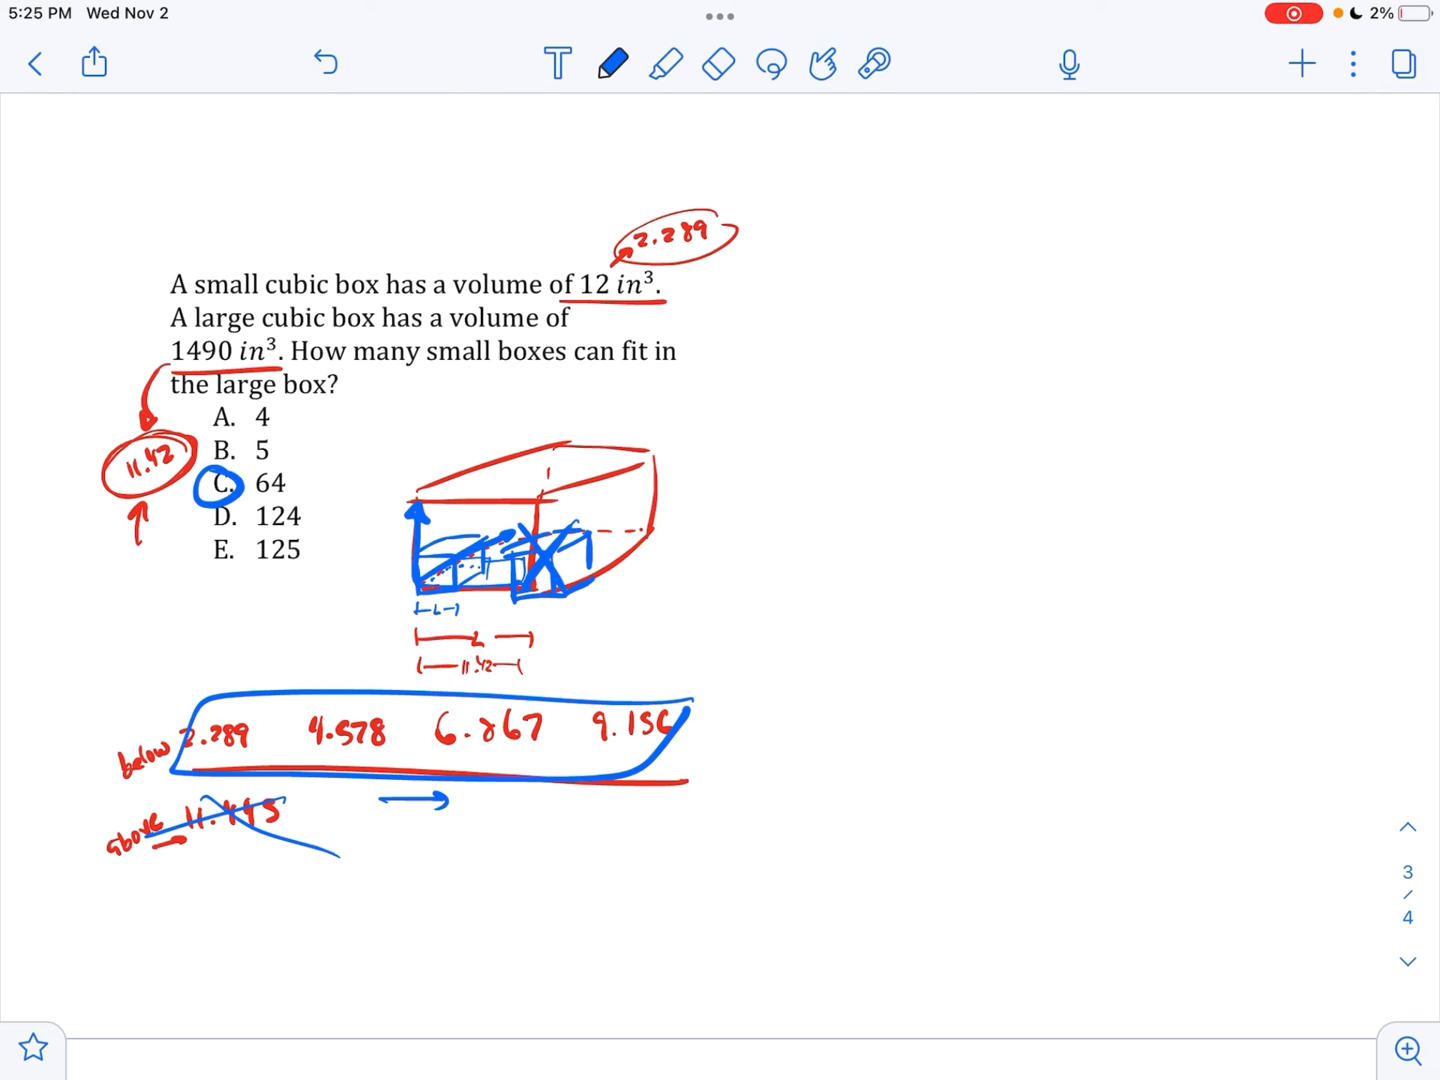 5:25 PM Wed Nov 2
2%
2.289
A small cubic box has a volume of 12 in³.
A large cubic box has a volume of
1490 in³. How many small boxes can fit in
the large box?
A. 4
B. 5
11.42
C. 64
D. 124
E. 125
L
L
11.42
below 2.289 4.578 6.867 9.156
above 11.445
3
/
4